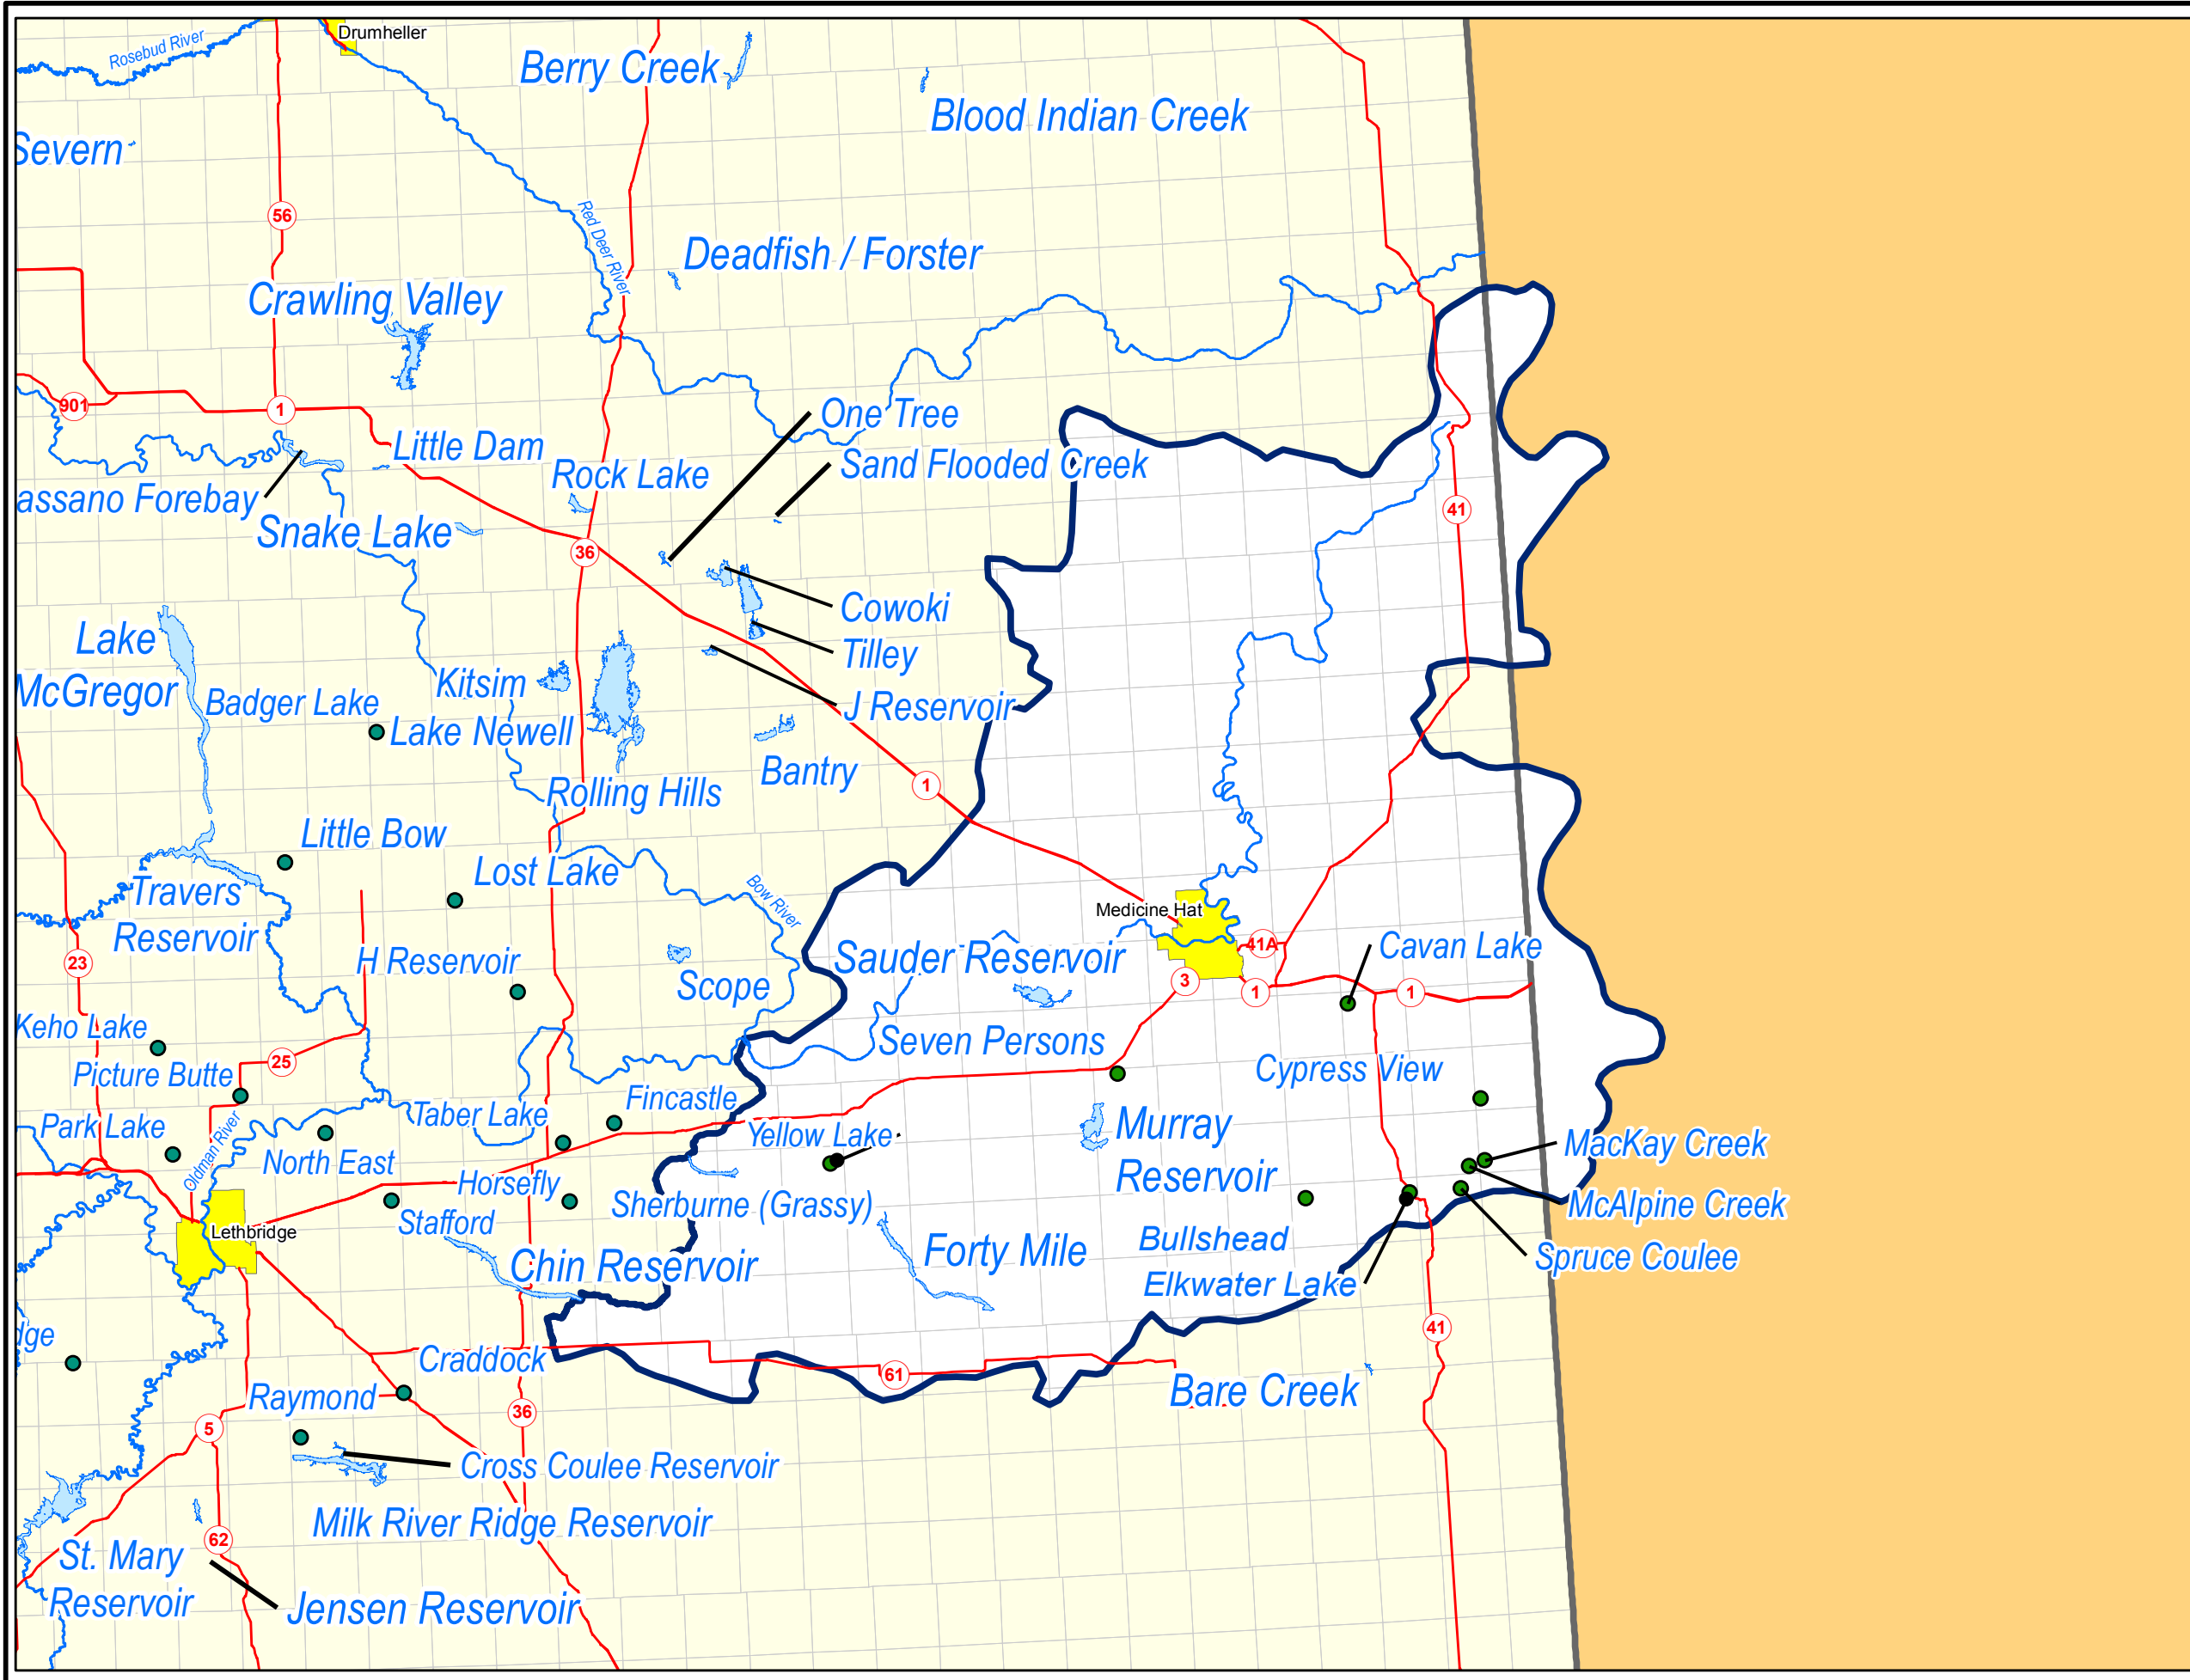 Drumheller
Rosebud River
Berry Creek
Blood Indian Creek
Severn
56
Red Deer River
Deadfish / Forster
Crawling Valley
901
1
One Tree
Little Dam
Sand Flooded Creek
Rock Lake
assano Forebay
41
Snake Lake
36
Cowoki
Lake
McGregor
Tilley
Kitsim
Badger Lake
J Reservoir
Lake Newell
Bantry
1
Rolling Hills
Little Bow
Lost Lake
Travers
Reservoir
Bow River
Medicine Hat
41A
Cavan Lake
Sauder Reservoir
23
H Reservoir
Scope
3
1
1
Keho Lake
Seven Persons
25
Picture Butte
Cypress View
Fincastle
Taber Lake
Park Lake
Yellow Lake
Murray
Reservoir
MacKay Creek
Oldman River
North East
Horsefly
Sherburne (Grassy)
McAlpine Creek
Stafford
Lethbridge
Forty Mile
Bullshead
Spruce Coulee
Chin Reservoir
Elkwater Lake
dge
41
Craddock
61
Raymond
Bare Creek
36
5
Cross Coulee Reservoir
Milk River Ridge Reservoir
62
St. Mary
Reservoir
Jensen Reservoir